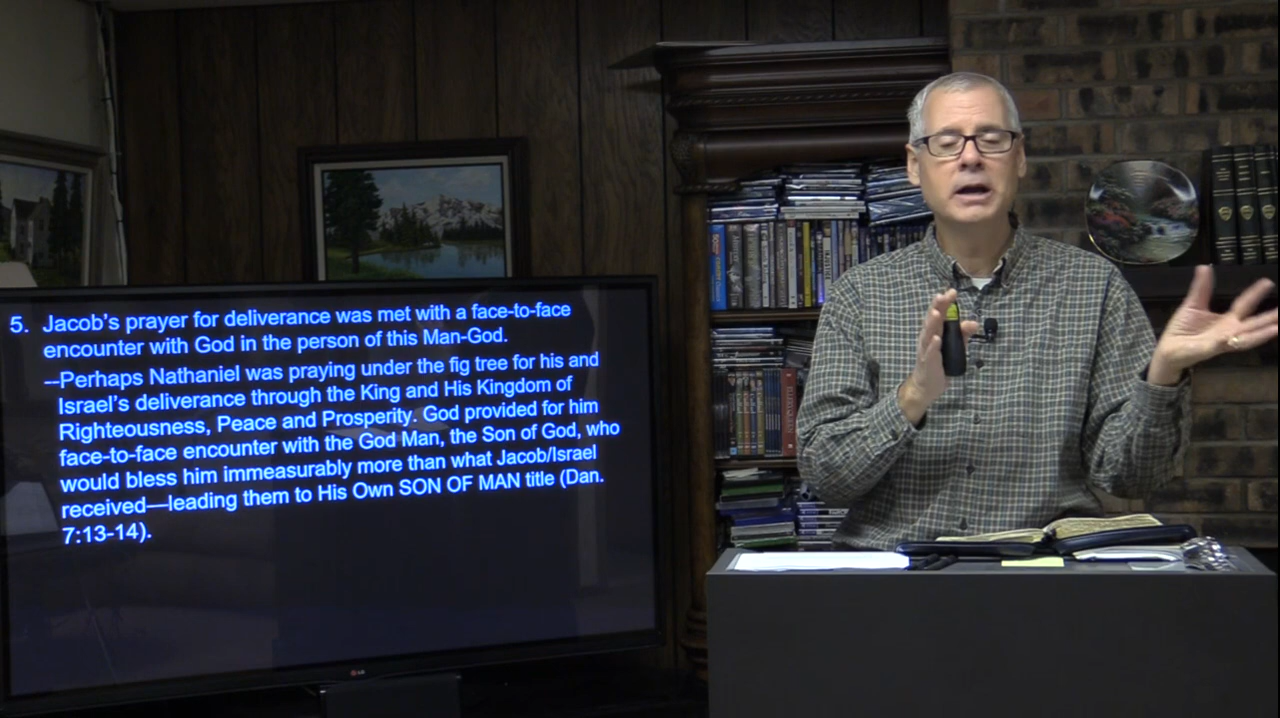 5. Jacob's prayer for deliverance was met with a face-to-face
encounter with God in the person of this Man-God.
--Perhaps Nathaniel was praying under the fig tree for his and
Israel's deliverance through the King and His Kingdom of
Righteousness, Peace and Prosperity. God provided for him
face-to-face encounter with the God Man, the Son of God, who
would bless him immeasurably more than what Jacob/Israel
received—leading them to His Own SON OF MAN title (Dan.
7:13-14).
LG